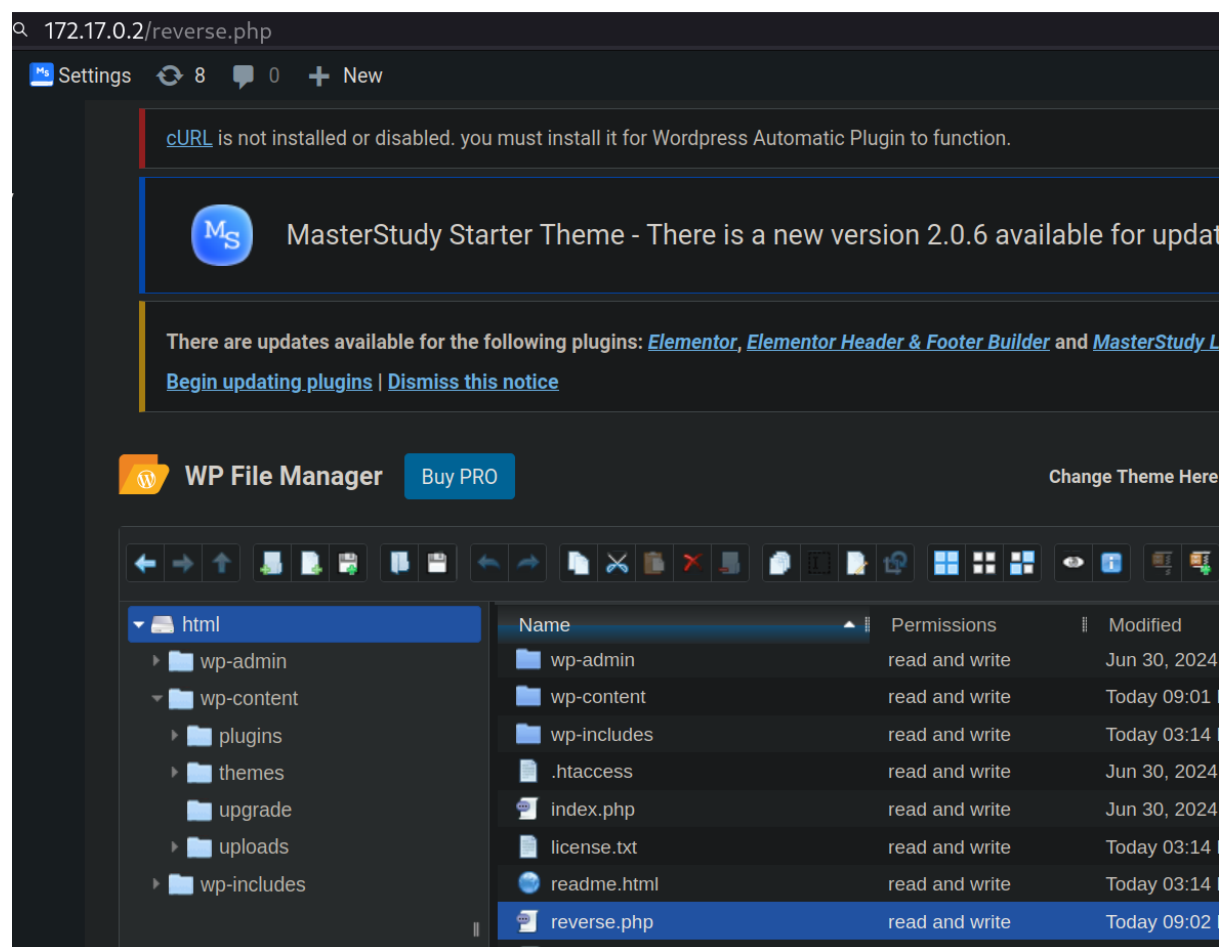 172.17.0.2/reverse.php
MS Settings 8 0 New
cURL is not installed or disabled. you must install it for Wordpress Automatic Plugin to function.
MS MasterStudy Starter Theme - There is a new version 2.0.6 available for updat
There are updates available for the following plugins: Elementor, Elementor Header & Footer Builder and MasterStudy L
Begin updating plugins | Dismiss this notice
WP File Manager Buy PRO Change Theme Here
html Name Permissions Modified
wp-admin wp-admin read and write Jun 30, 2024
wp-content wp-content read and write Today 09:01
plugins wp-includes read and write Today 03:14
themes .htaccess read and write Jun 30, 2024
upgrade index.php read and write Jun 30, 2024
uploads license.txt read and write Today 03:14
wp-includes readme.html read and write Today 03:14
reverse.php read and write Today 09:02